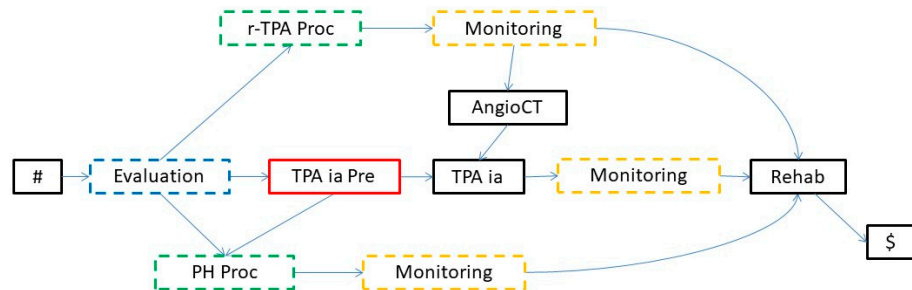 r-TPA Proc
Monitoring
AngioCT
#
Evaluation
TPA ia Pre
TPA ia
Monitoring
Rehab
$
PH Proc
Monitoring